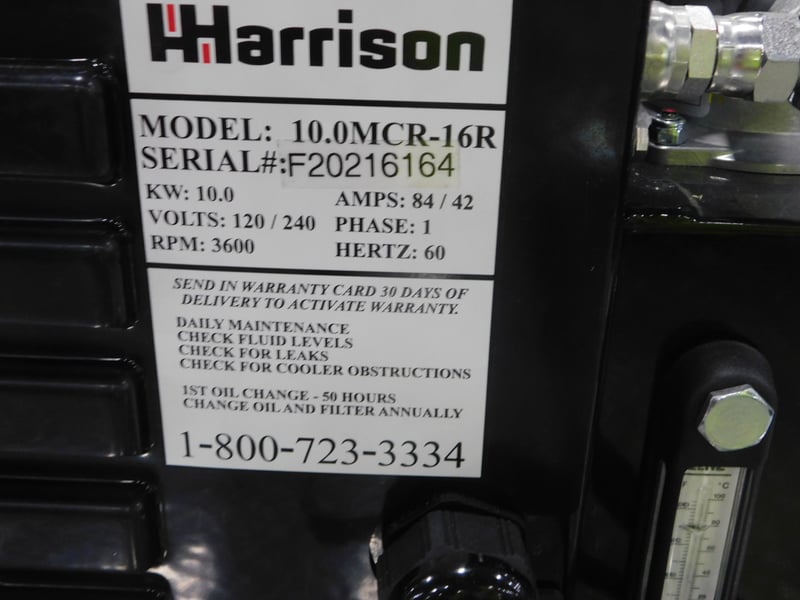 Harrison
MODEL: 10.0MCR-16R
SERIAL#:F20216164
KW: 10.0 AMPS: 84 / 42
VOLTS: 120 / 240 PHASE: 1
RPM: 3600 HERTZ: 60
SEND IN WARRANTY CARD 30 DAYS OF
DELIVERY TO ACTIVATE WARRANTY.
DAILY MAINTENANCE
CHECK FLUID LEVELS
CHECK FOR LEAKS
CHECK FOR COOLER OBSTRUCTIONS
1ST OIL CHANGE - 50 HOURS
CHANGE OIL AND FILTER ANNUALLY
1-800-723-3334
F °C
100
80